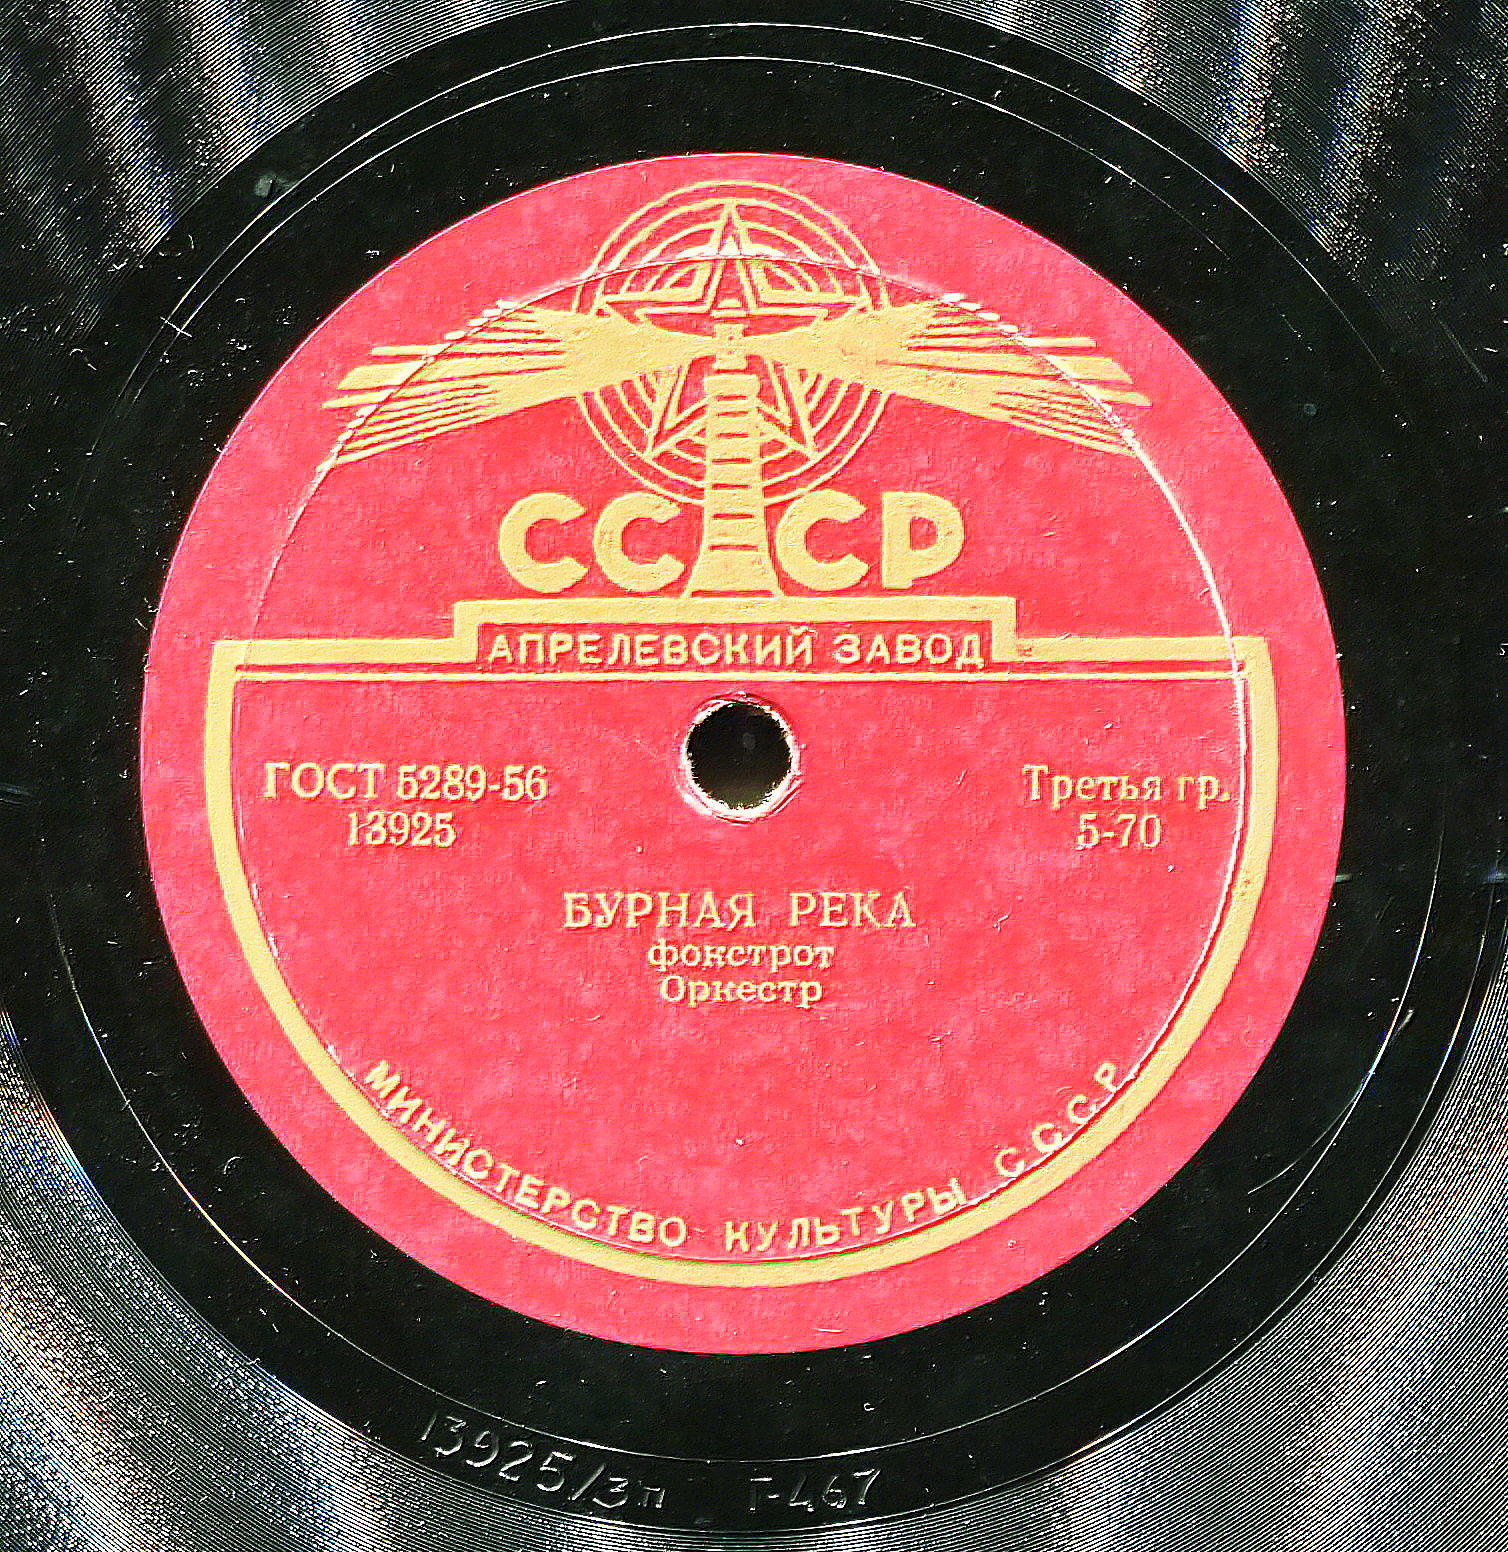 СССР
АПРЕЛЕВСКИЙ ЗАВОД
ГОСТ 5289-56
13925
Третья гр.
5-70
БУРНАЯ РЕКА
фокстрот
Оркестр
МИНИСТЕРСТВО КУЛЬТУРЫ СССР
13925/3п Г-467